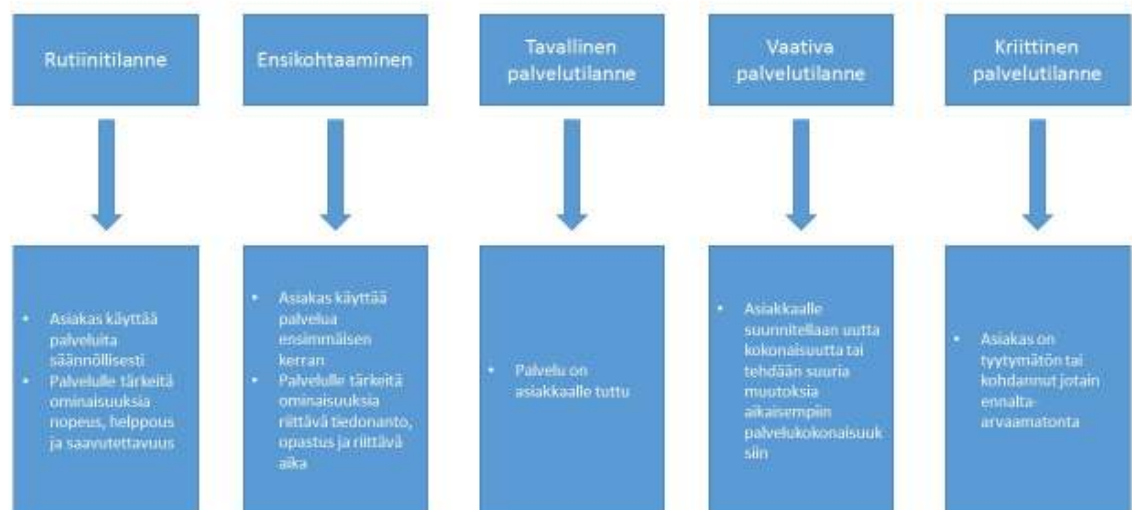 Rutiinitilanne
Ensikohtaaminen
Tavallinen
palvelutilanne
Vaativa
palvelutilanne
Kriittinen
palvelutilanne
• Asiakas käyttää
palveluita
säännöllisesti
• Palvelulle tärkeitä
ominaisuuksia
nopeus, helppous
ja saavutettavuus
• Asiakas käyttää
palvelua
ensimmäisen
kerran
• Palvelulle tärkeitä
ominaisuuksia
riittävä tiedonanto,
opastus ja riittävä
aika
• Palvelu on
asiakkaalle tuttu
• Asiakkaalle
suunnitellaan uutta
kokonaisuutta tai
tehdään suuria
muutoksia
aikaisempiin
palvelukokonaisuuk
siin
• Asiakas on
tyytymätön tai
kohdannut jotain
ennalta-
arvaamatonta